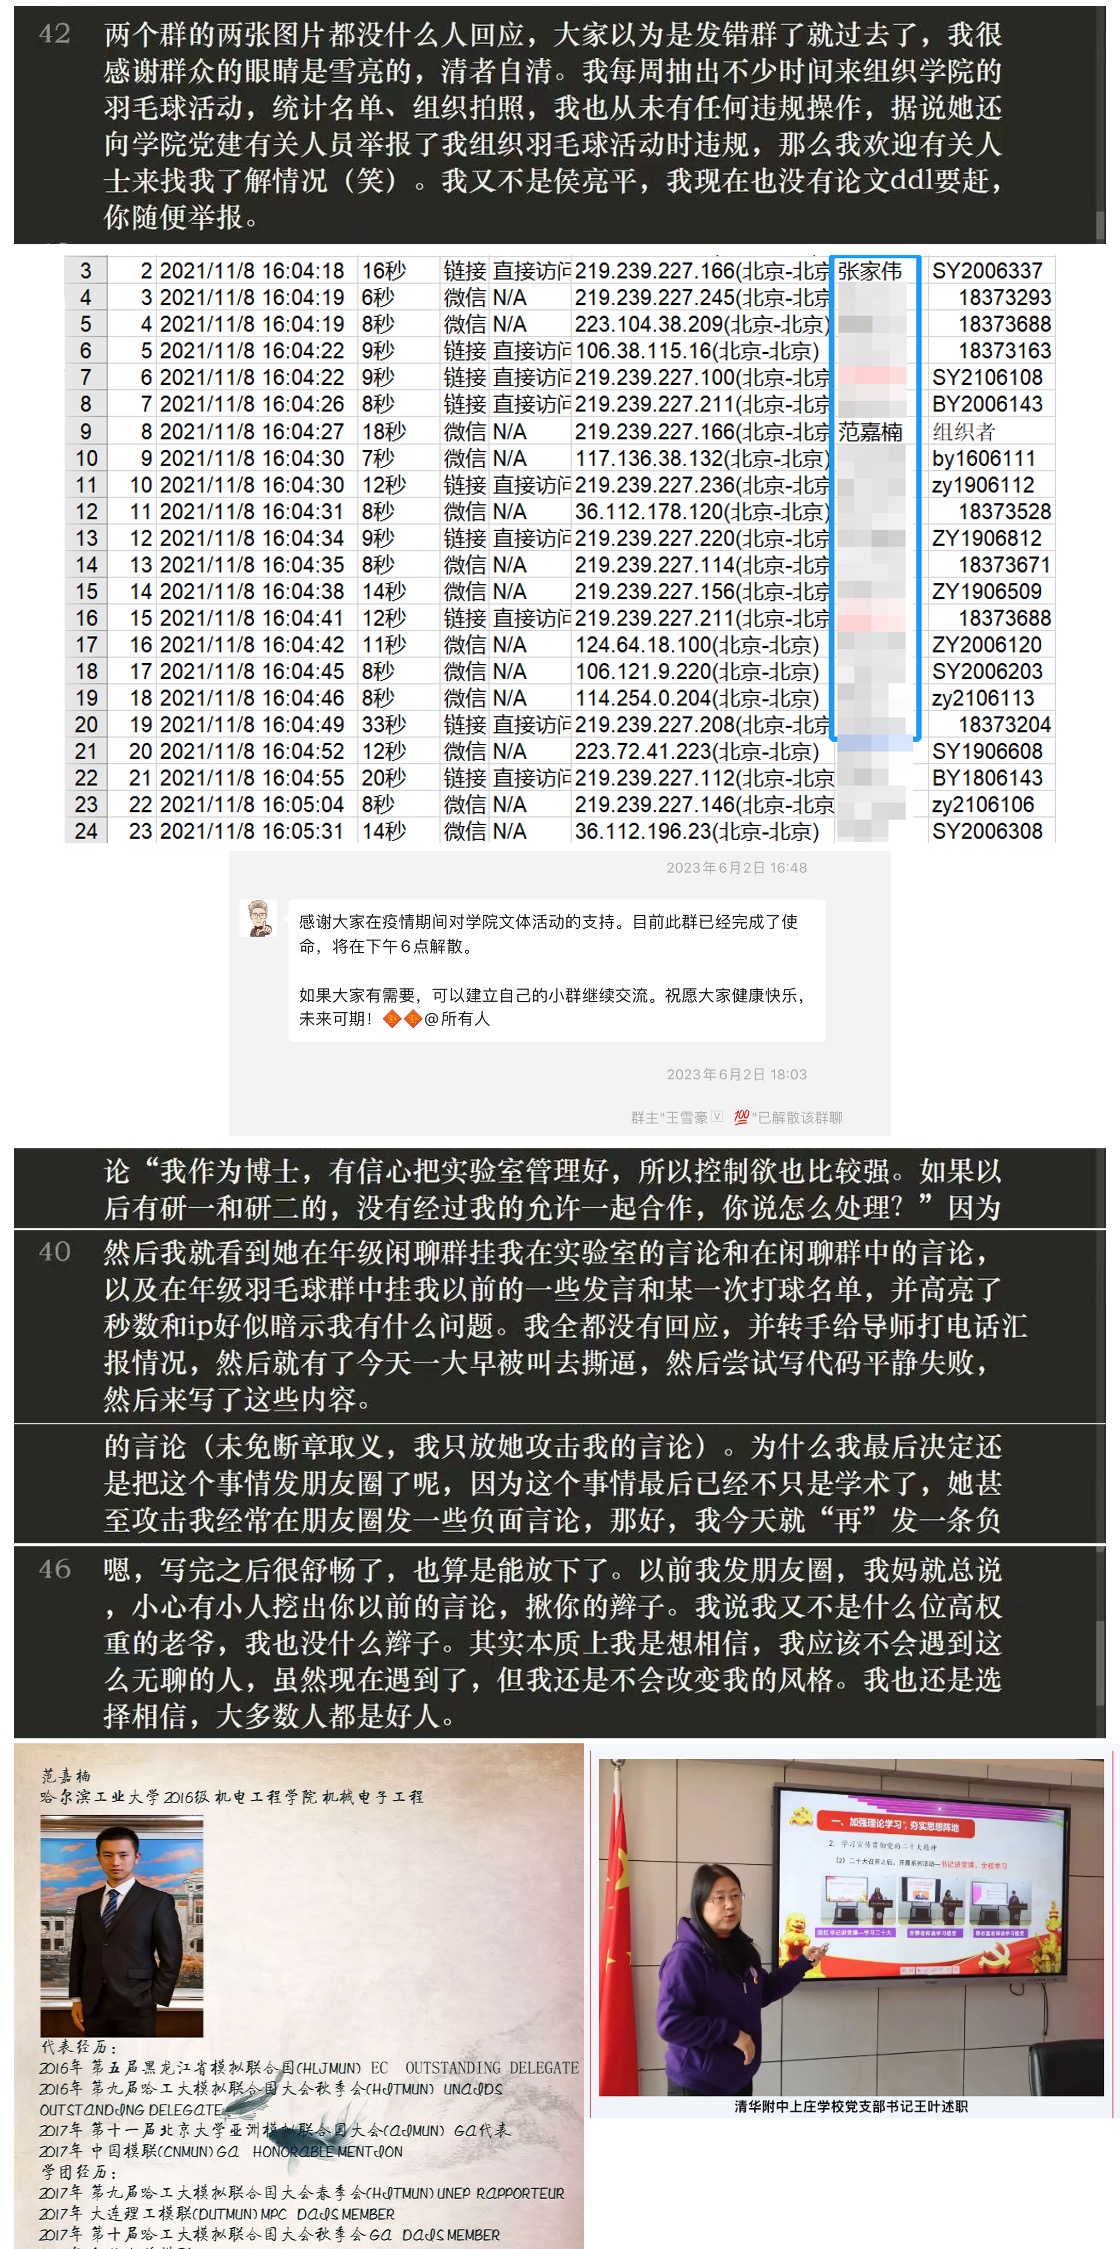 42 两个群的两张图片都没什么人回应，大家以为是发错群了就过去了，我很
感谢群众的眼睛是雪亮的，清者自清。我每周抽出不少时间来组织学院的
羽毛球活动，统计名单、组织拍照，我也从未有任何违规操作，据说她还
向学院党建有关人员举报了我组织羽毛球活动时违规，那么我欢迎有关人
士来找我了解情况（笑）。我又不是侯亮平，我现在也没有论文ddl要赶，
你随便举报。
3 2 2021/11/8 16:04:18 16秒 链接 直接访问 219.239.227.166(北京-北京 张家伟 SY2006337
4 3 2021/11/8 16:04:19 6秒 微信 N/A 219.239.227.245(北京-北京 18373293
5 4 2021/11/8 16:04:19 8秒 微信 N/A 223.104.38.209(北京-北京) 18373688
6 5 2021/11/8 16:04:22 9秒 链接 直接访问 106.38.115.16(北京-北京) 18373163
7 6 2021/11/8 16:04:22 9秒 链接 直接访问 219.239.227.100(北京-北京 SY2106108
8 7 2021/11/8 16:04:26 8秒 链接 直接访问 219.239.227.211(北京-北京 BY2006143
9 8 2021/11/8 16:04:27 18秒 微信 N/A 219.239.227.166(北京-北京 范嘉楠 组织者
10 9 2021/11/8 16:04:30 7秒 微信 N/A 117.136.38.132(北京-北京) by1606111
11 10 2021/11/8 16:04:30 12秒 链接 直接访问 219.239.227.236(北京-北京 zy1906112
12 11 2021/11/8 16:04:31 8秒 微信 N/A 36.112.178.120(北京-北京) 18373528
13 12 2021/11/8 16:04:34 9秒 链接 直接访问 219.239.227.220(北京-北京 ZY1906812
14 13 2021/11/8 16:04:35 8秒 微信 N/A 219.239.227.114(北京-北京 18373671
15 14 2021/11/8 16:04:38 14秒 微信 N/A 219.239.227.156(北京-北京 ZY1906509
16 15 2021/11/8 16:04:41 12秒 链接 直接访问 219.239.227.211(北京-北京 18373688
17 16 2021/11/8 16:04:42 11秒 微信 N/A 124.64.18.100(北京-北京) ZY2006120
18 17 2021/11/8 16:04:45 8秒 微信 N/A 106.121.9.220(北京-北京) SY2006203
19 18 2021/11/8 16:04:46 8秒 微信 N/A 114.254.0.204(北京-北京) zy2106113
20 19 2021/11/8 16:04:49 33秒 链接 直接访问 219.239.227.208(北京-北京 18373204
21 20 2021/11/8 16:04:52 12秒 微信 N/A 223.72.41.223(北京-北京) SY1906608
22 21 2021/11/8 16:04:55 20秒 链接 直接访问 219.239.227.112(北京-北京 BY1806143
23 22 2021/11/8 16:05:04 8秒 微信 N/A 219.239.227.146(北京-北京 zy2106106
24 23 2021/11/8 16:05:31 14秒 微信 N/A 36.112.196.23(北京-北京) SY2006308
2023年6月2日 16:48
感谢大家在疫情期间对学院文体活动的支持。目前此群已经完成了使
命，将在下午6点解散。
如果大家有需要，可以建立自己的小群继续交流。祝愿大家健康快乐，
未来可期！@所有人
2023年6月2日 18:03
群主"王雪豪 V 💯"已解散该群聊
论“我作为博士，有信心把实验室管理好，所以控制欲也比较强。如果以
后有研一和研二的，没有经过我的允许一起合作，你说怎么处理？”因为
40 然后我就看到她在年级闲聊群挂我在实验室的言论和在闲聊群中的言论，
以及在年级羽毛球群中挂我以前的一些发言和某一次打球名单，并高亮了
秒数和ip好似暗示我有什么问题。我全都没有回应，并转手给导师打电话汇
报情况，然后就有了今天一大早被叫去撕逼，然后尝试写代码平静失败，
然后来写了这些内容。
的言论（未免断章取义，我只放她攻击我的言论）。为什么我最后决定还
是把这个事情发朋友圈了呢，因为这个事情最后已经不只是学术了，她甚
至攻击我经常在朋友圈发一些负面言论，那好，我今天就“再”发一条负
46 嗯，写完之后很舒畅了，也算是能放下了。以前我发朋友圈，我妈就总说
，小心有小人挖出你以前的言论，揪你的辫子。我说我又不是什么位高权
重的老爷，我也没什么辫子。其实本质上我是想相信，我应该不会遇到这
么无聊的人，虽然现在遇到了，但我还是不会改变我的风格。我也还是选
择相信，大多数人都是好人。
范嘉楠
哈尔滨工业大学2016级 机电工程学院 机械电子工程
代表经历：
2016年 第五届黑龙江省模拟联合国(HLJMUN) EC OUTSTANDING DELEGATE
2016年 第九届哈工大模拟联合国大会秋季会(HITMUN) UNAIDS
OUTSTANDING DELEGATE
2017年 第十一届北京大学亚洲模拟联合国大会(AIMUN) GA代表
2017年 中国模联(CNMUN) GA HONORABLE MENTION
学团经历：
2017年 第九届哈工大模拟联合国大会春季会(HITMUN) UNEP RAPPORTEUR
2017年 大连理工模联(DUTMUN) MPC DAIS MEMBER
2017年 第十届哈工大模拟联合国大会秋季会 GA DAIS MEMBER
一、加强理论学习，夯实思想阵地
2. 学习宣传贯彻党的二十大精神
（2）二十大召开之后，开展系列活动—书记讲党课、全校学习
清华附中上庄学校党支部书记王叶述职